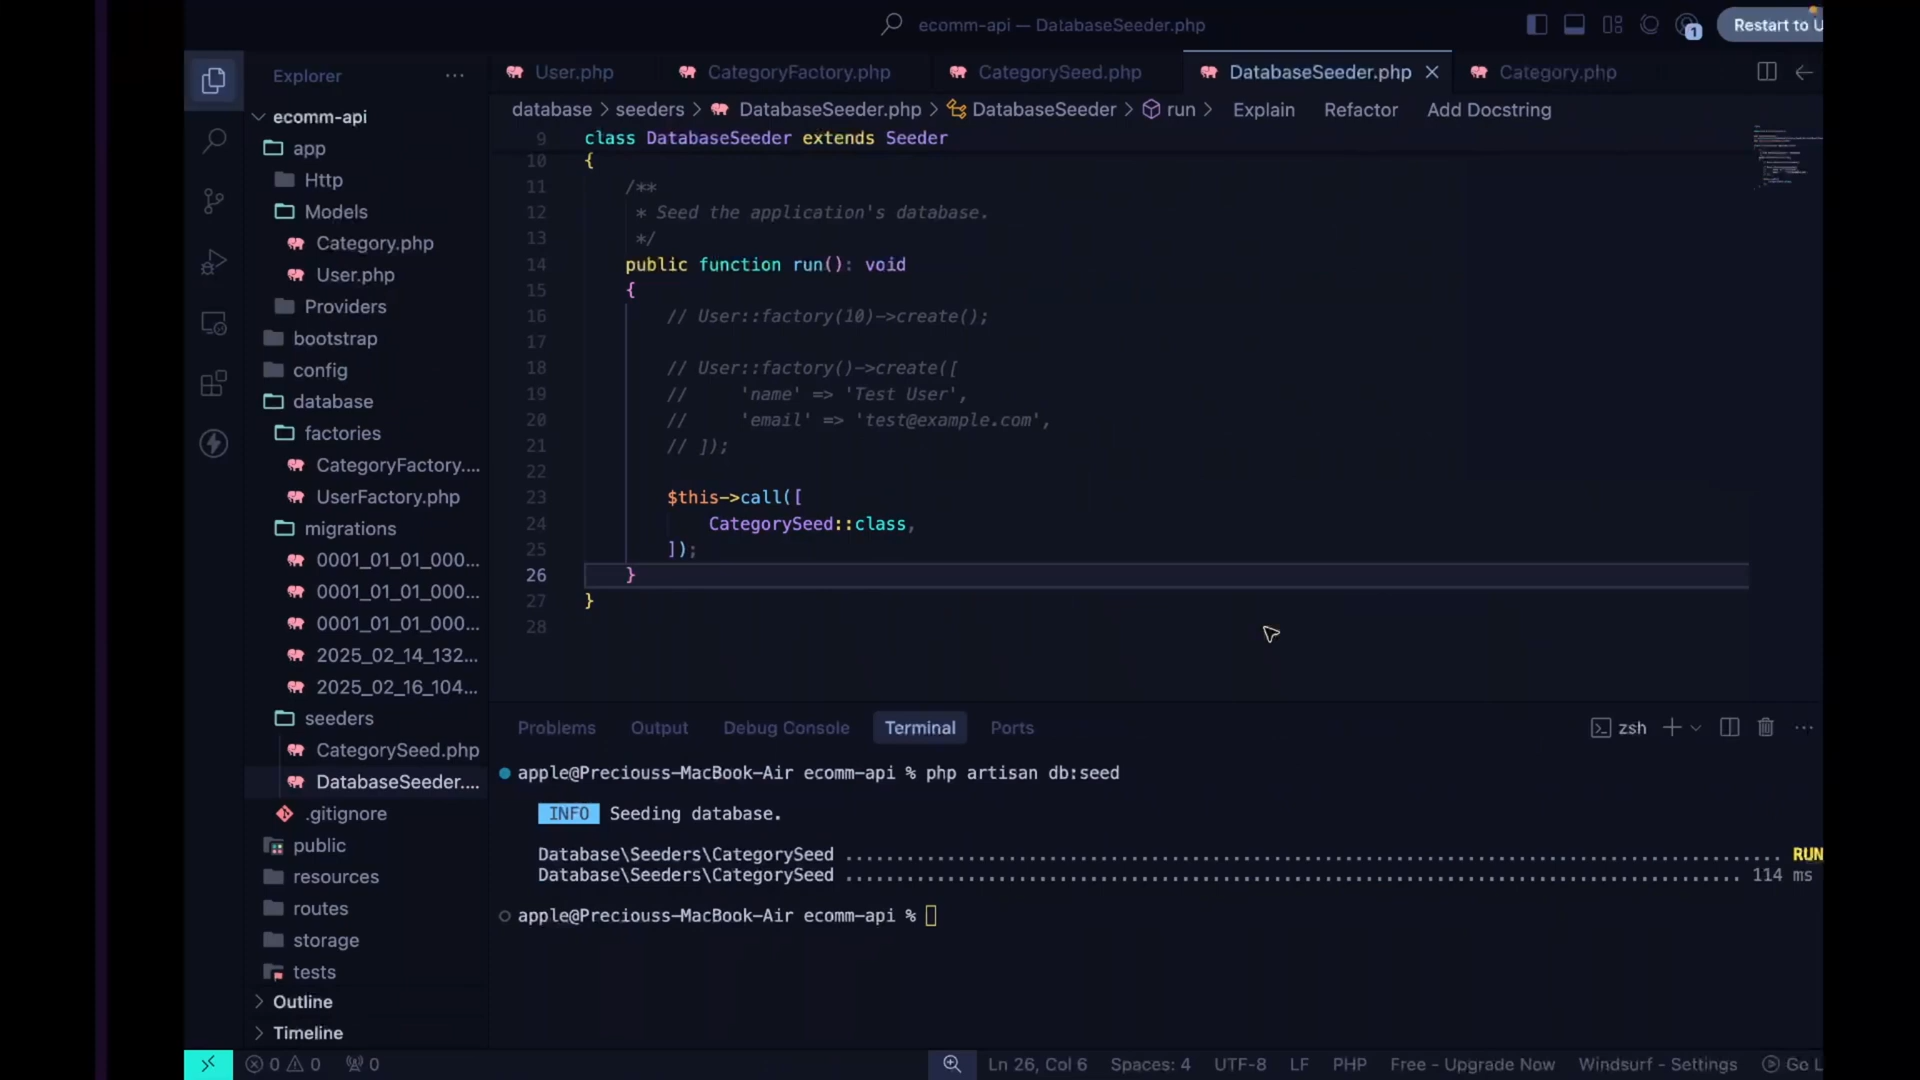 ecomm-api — DatabaseSeeder.php
1
Restart to U
Explorer
User.php
CategoryFactory.php
CategorySeed.php
DatabaseSeeder.php
Category.php
database > seeders > DatabaseSeeder.php > DatabaseSeeder > run > Explain Refactor Add Docstring
ecomm-api
app
Http
Models
Category.php
User.php
Providers
bootstrap
config
database
factories
CategoryFactory....
UserFactory.php
migrations
0001_01_01_000...
0001_01_01_000...
0001_01_01_000...
2025_02_14_132...
2025_02_16_104...
seeders
CategorySeed.php
DatabaseSeeder....
.gitignore
public
resources
routes
storage
tests
Outline
Timeline
9 class DatabaseSeeder extends Seeder
10 {
11 /**
12 * Seed the application's database.
13 */
14 public function run(): void
15 {
16 // User::factory(10)->create();
17
18 // User::factory()->create([
19 // 'name' => 'Test User',
20 // 'email' => 'test@example.com',
21 // ]);
22
23 $this->call([
24 CategorySeed::class,
25 ]);
26 }
27 }
28
Problems Output Debug Console Terminal Ports
zsh
apple@Preciouss-MacBook-Air ecomm-api % php artisan db:seed
INFO Seeding database.
Database\Seeders\CategorySeed ........ RUN
Database\Seeders\CategorySeed ........ 114 ms
apple@Preciouss-MacBook-Air ecomm-api %
0 0 0
Ln 26, Col 6 Spaces: 4 UTF-8 LF PHP Free - Upgrade Now Windsurf - Settings Go L